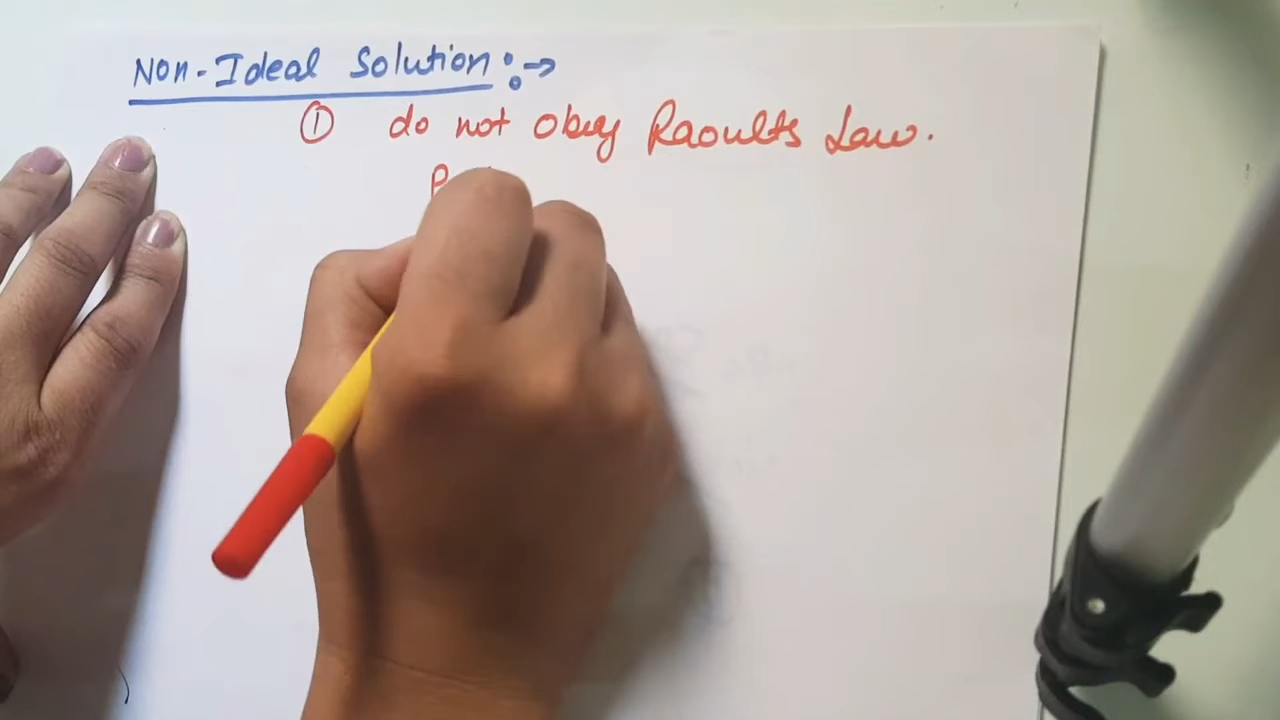 Non-Ideal Solution :→
① do not obey Raoults Law.
P